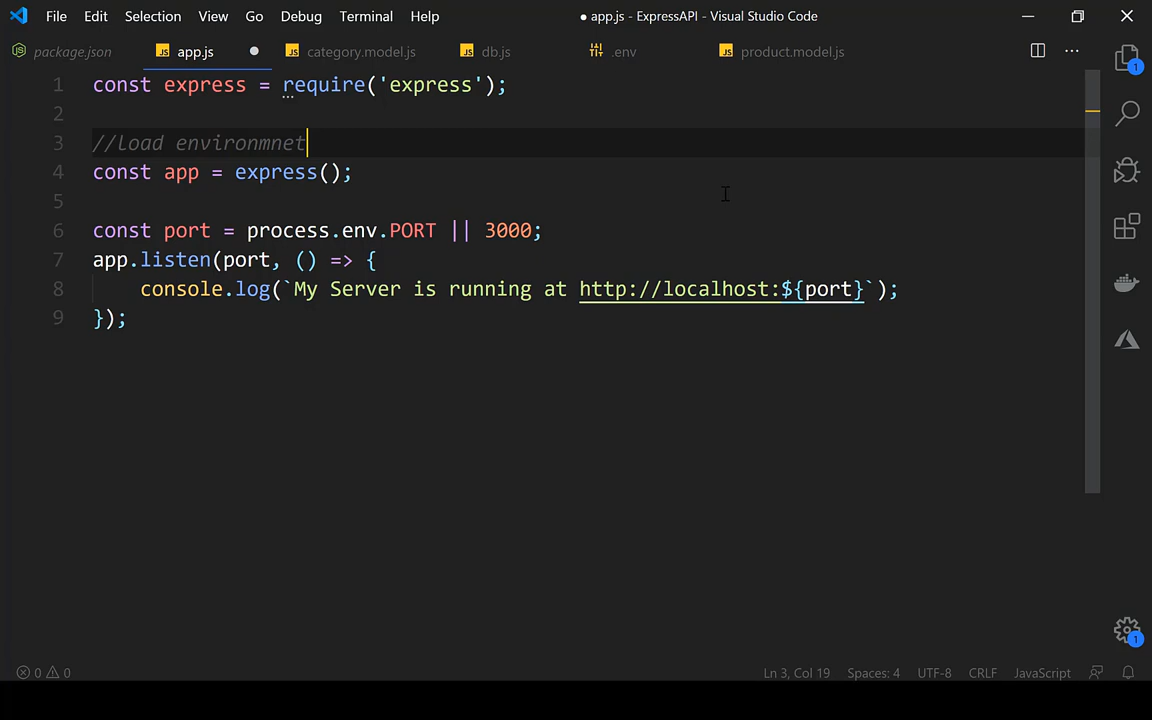 File Edit Selection View Go Debug Terminal Help ● app.js - ExpressAPI - Visual Studio Code
package.json app.js category.model.js db.js .env product.model.js
1 const express = require('express');
2
3 //load environmnet
4 const app = express();
5
6 const port = process.env.PORT || 3000;
7 app.listen(port, () => {
8 console.log(`My Server is running at http://localhost:${port}`);
9 });
1
1
0 0 Ln 3, Col 19 Spaces: 4 UTF-8 CRLF JavaScript